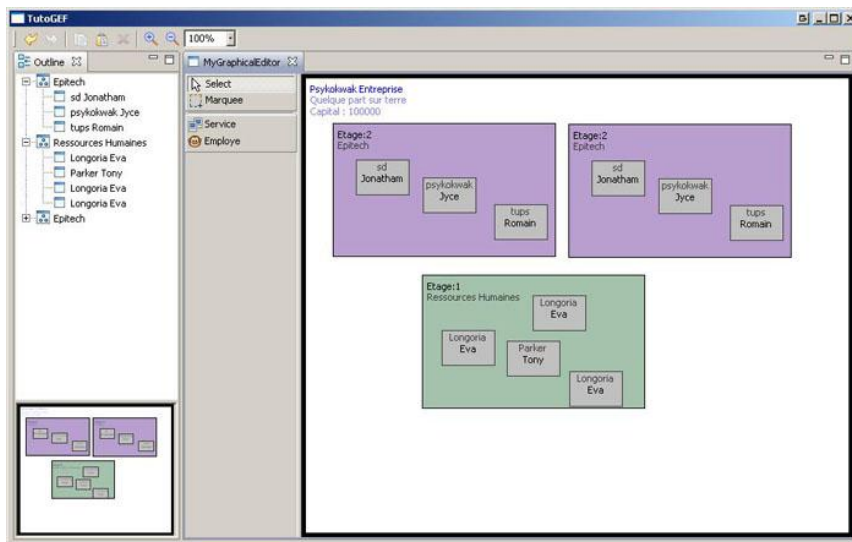 TutoGEF
100%
Outline
Epitech
sd Jonatham
psykokwak Jyce
tups Romain
Ressources Humaines
Longoria Eva
Parker Tony
Longoria Eva
Longoria Eva
Epitech
MyGraphicalEditor
Select
Marquee
Service
Employe
Psykokwak Entreprise
Quelque part sur terre
Capital : 100000
Etage:2
Epitech
sd
Jonatham
psykokwak
Jyce
tups
Romain
Etage:2
Epitech
sd
Jonatham
psykokwak
Jyce
tups
Romain
Etage:1
Ressources Humaines
Longoria
Eva
Longoria
Eva
Parker
Tony
Longoria
Eva